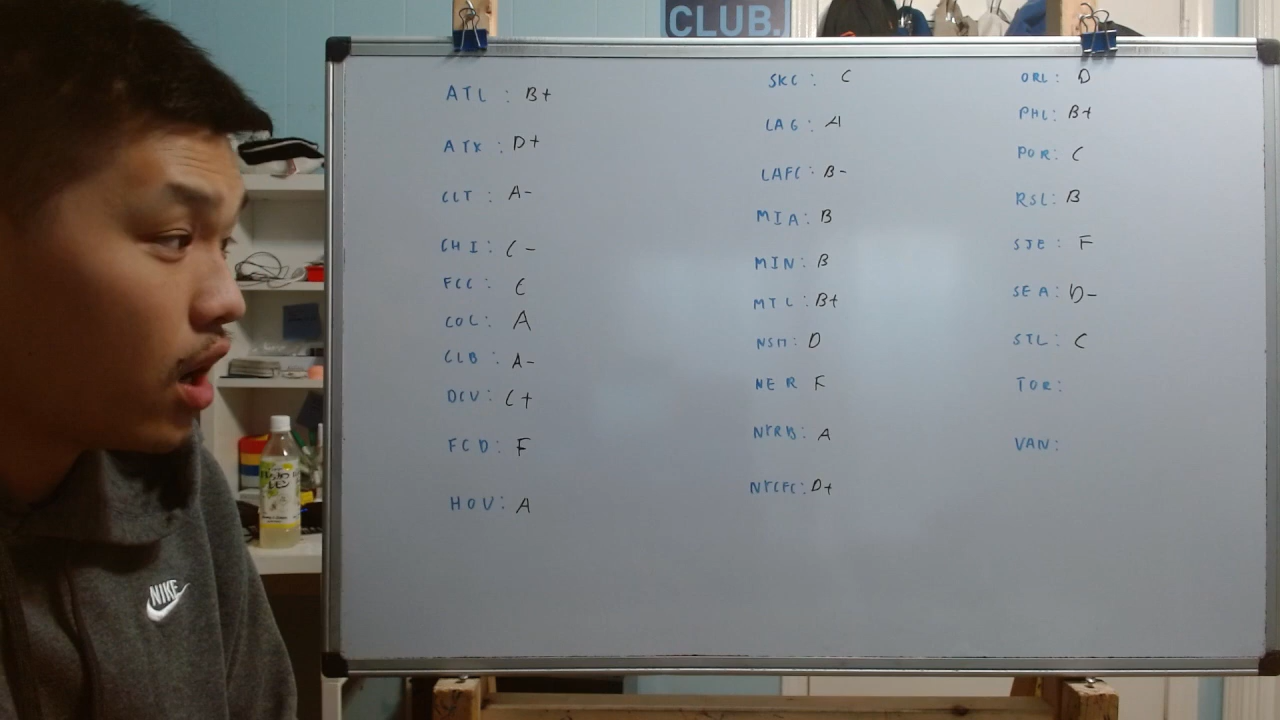 CLUB.
ATL : B+
ATX : D+
CLT : A-
CHI : C-
FCC : C
COL : A
CLB : A-
DCU : C+
FCD : F
HOU : A
SKC : C
LAG : A
LAFC : B-
MIA : B
MIN : B
MTL : B+
NSH : D
NER F
NYRB : A
NYCFC : D+
ORL : D
PHL : B+
POR : C
RSL : B
SJE : F
SEA : D-
STL : C
TOR :
VAN :
NIKE